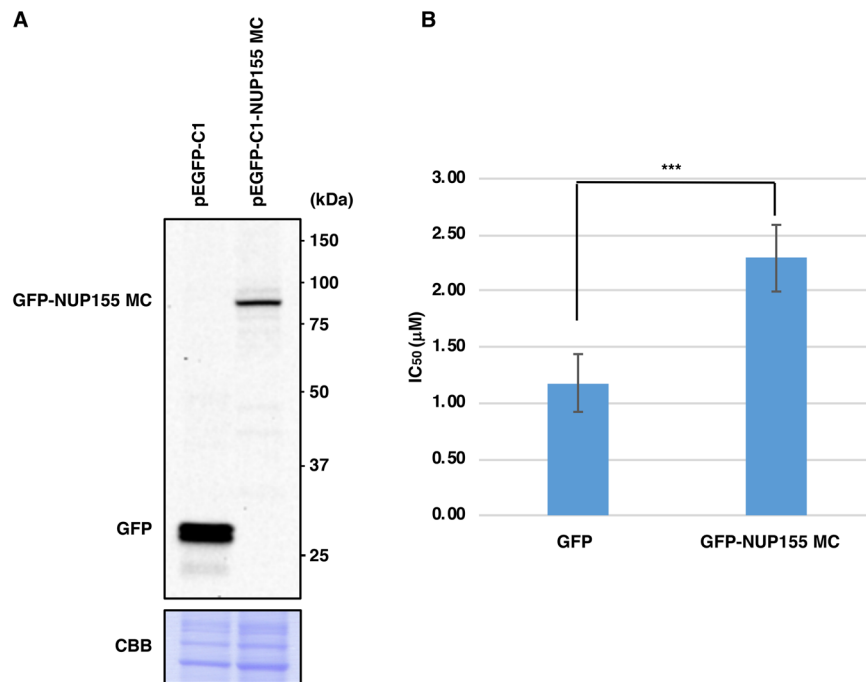 A
pEGFP-C1
pEGFP-C1-NUP155 MC
(kDa)
150
100
GFP-NUP155 MC
75
50
37
GFP
25
CBB
B
***
3.00
2.50
2.00
1.50
1.00
0.50
0.00
IC50 (μM)
GFP
GFP-NUP155 MC